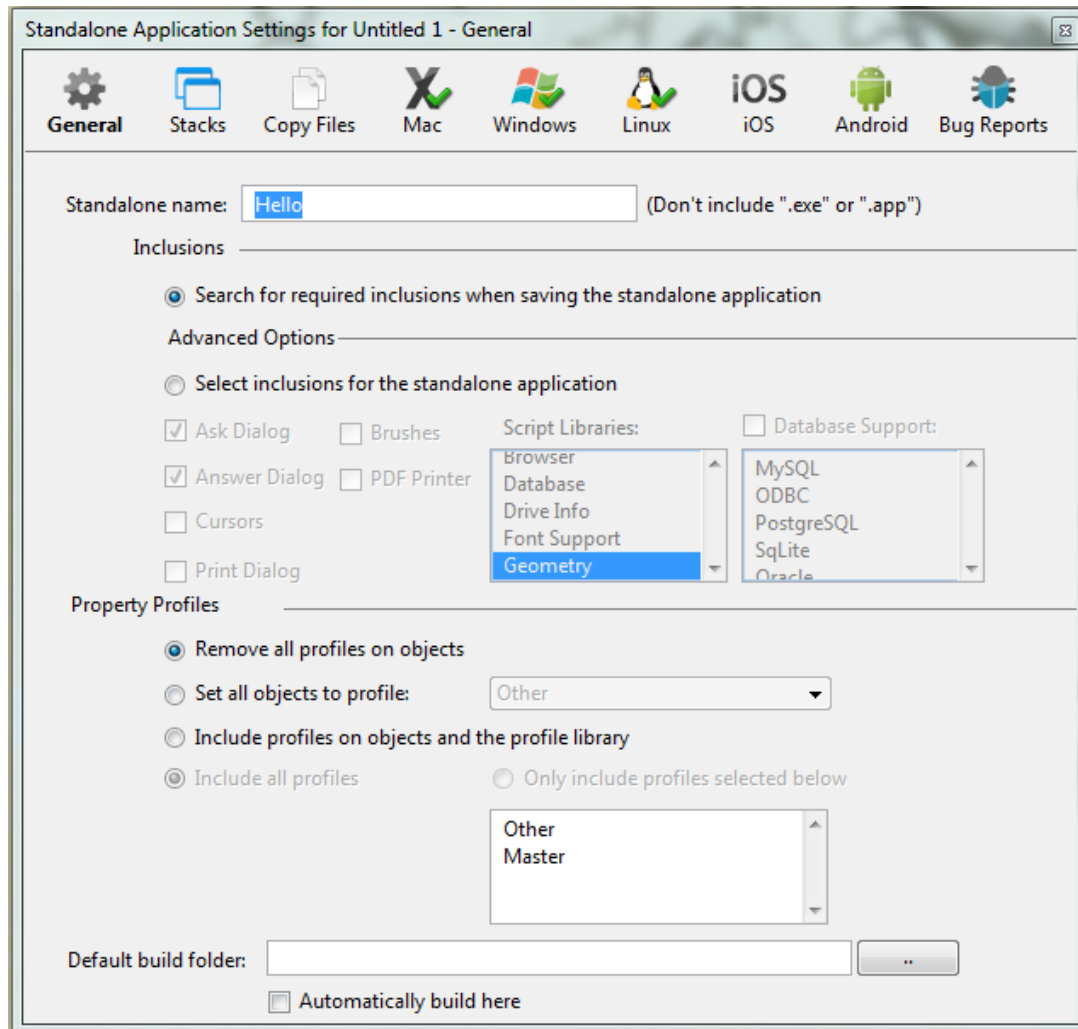 Standalone Application Settings for Untitled 1 - General
General Stacks Copy Files Mac Windows Linux iOS iOS Android Bug Reports
Standalone name: Hello (Don't include ".exe" or ".app")
Inclusions
Search for required inclusions when saving the standalone application
Advanced Options
Select inclusions for the standalone application
Ask Dialog Brushes Script Libraries: Database Support:
Browser
Answer Dialog PDF Printer Database MySQL
Drive Info ODBC
Cursors Font Support PostgreSQL
Geometry SqLite
Print Dialog Oracle
Property Profiles
Remove all profiles on objects
Set all objects to profile: Other
Include profiles on objects and the profile library
Include all profiles Only include profiles selected below
Other
Master
Default build folder: ..
Automatically build here